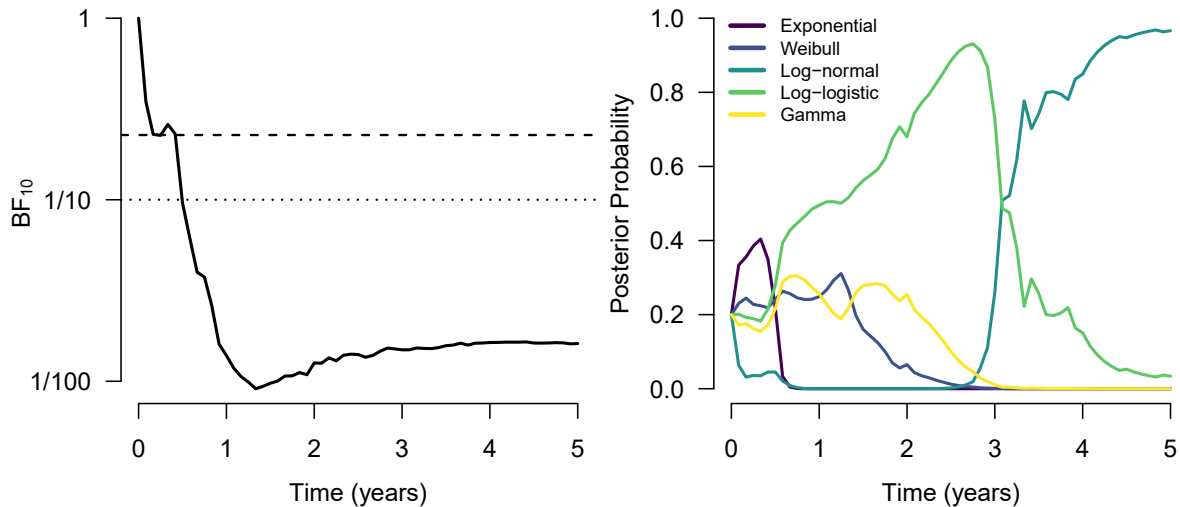 BF10
1
1/10
1/100
0 1 2 3 4 5
Time (years)
Posterior Probability
1.0
0.8
0.6
0.4
0.2
0.0
Exponential
Weibull
Log−normal
Log−logistic
Gamma
0 1 2 3 4 5
Time (years)